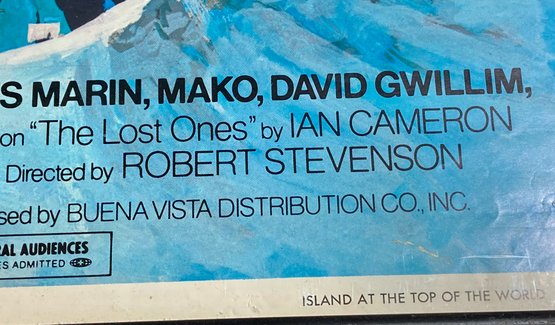 S MARIN, MAKO, DAVID GWILLIM,
on "The Lost Ones" by IAN CAMERON
Directed by ROBERT STEVENSON
sed by BUENA VISTA DISTRIBUTION CO., INC.
RAL AUDIENCES
ES ADMITTED
ISLAND AT THE TOP OF THE WORLD